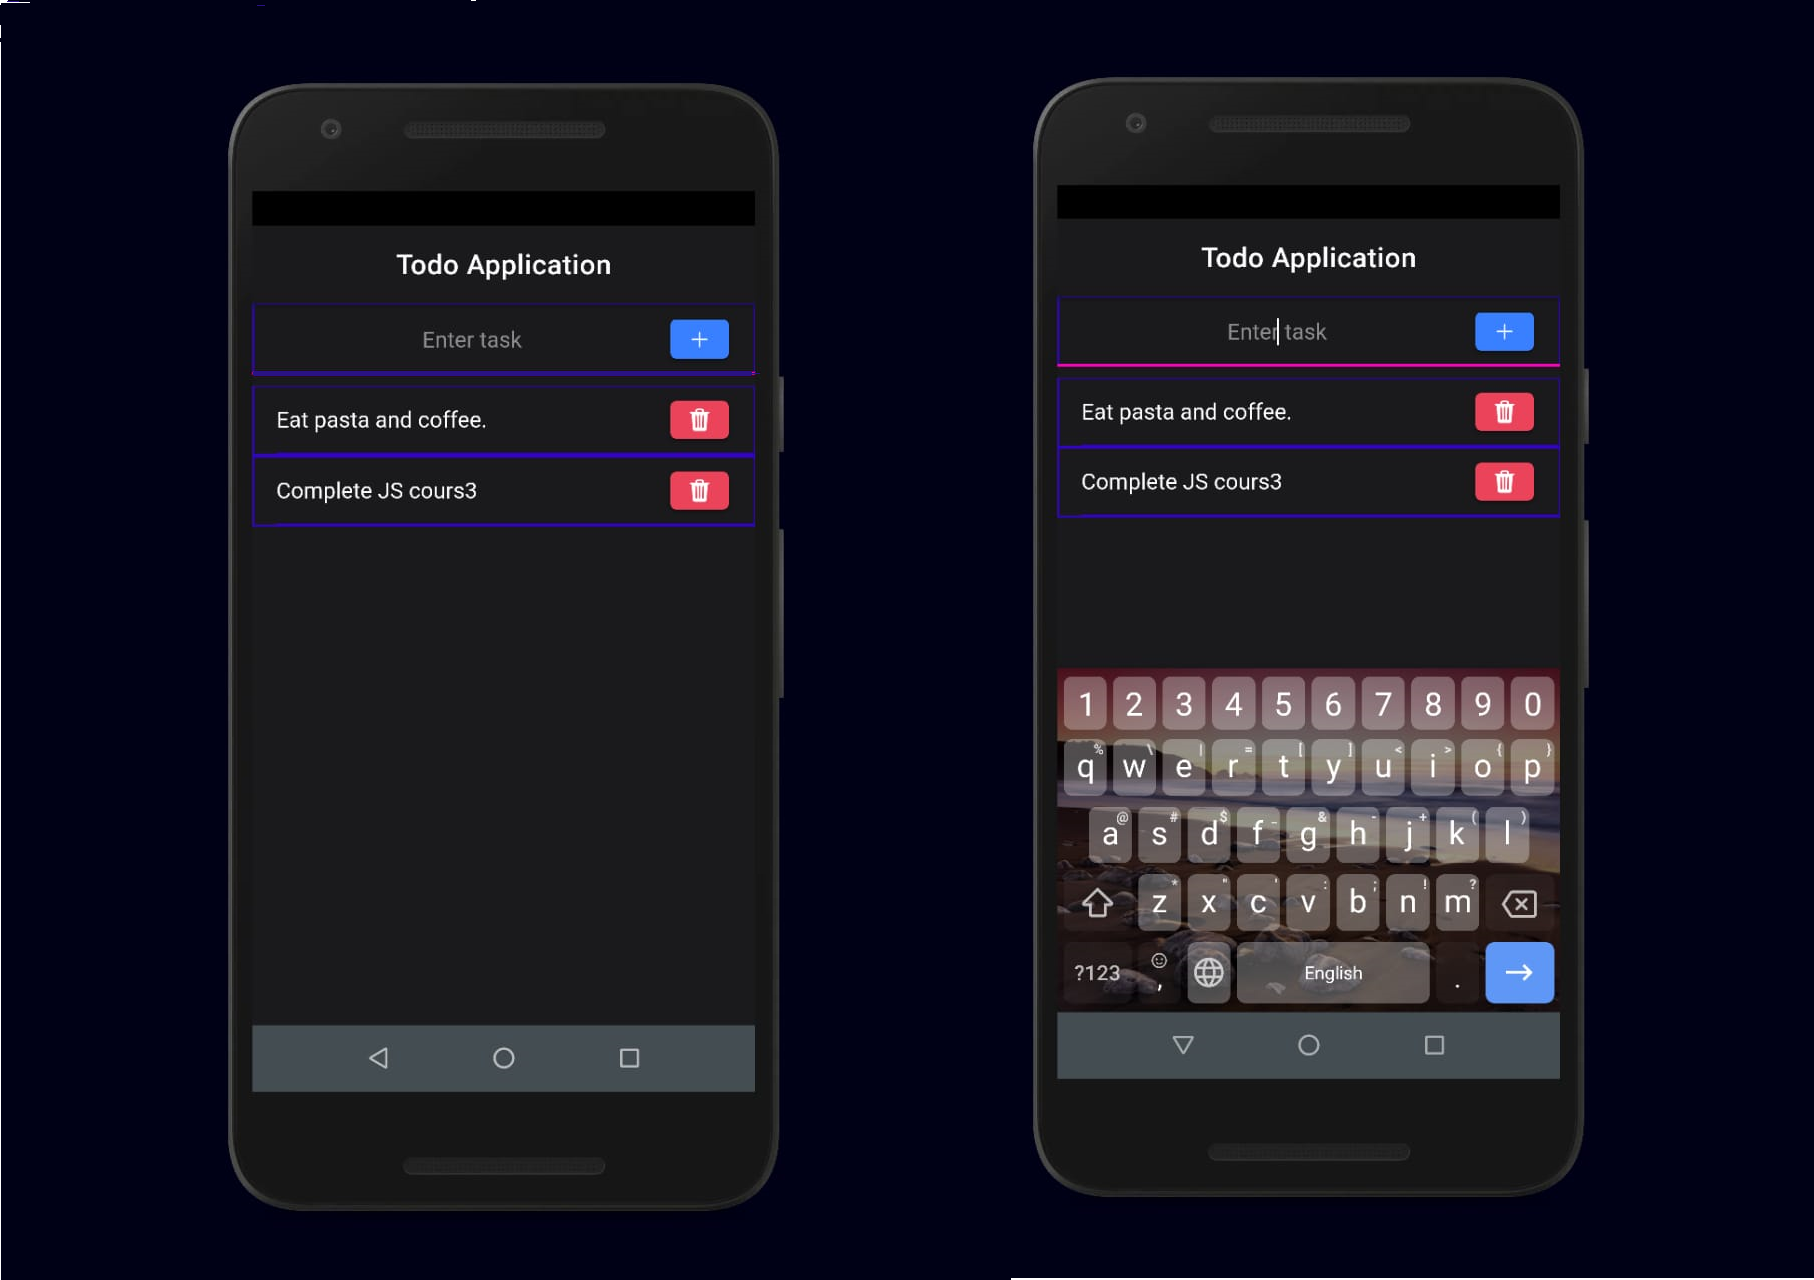 Todo Application
Enter task
Eat pasta and coffee.
Complete JS cours3
Todo Application
Enter task
Eat pasta and coffee.
Complete JS cours3
1 2 3 4 5 6 7 8 9 0
% \ | = [ ] < > { }
q w e r t y u i o p
@ # $ _ & - + ( )
a s d f g h j k l
* " ' : ; ! ?
z x c v b n m
?123 , English .